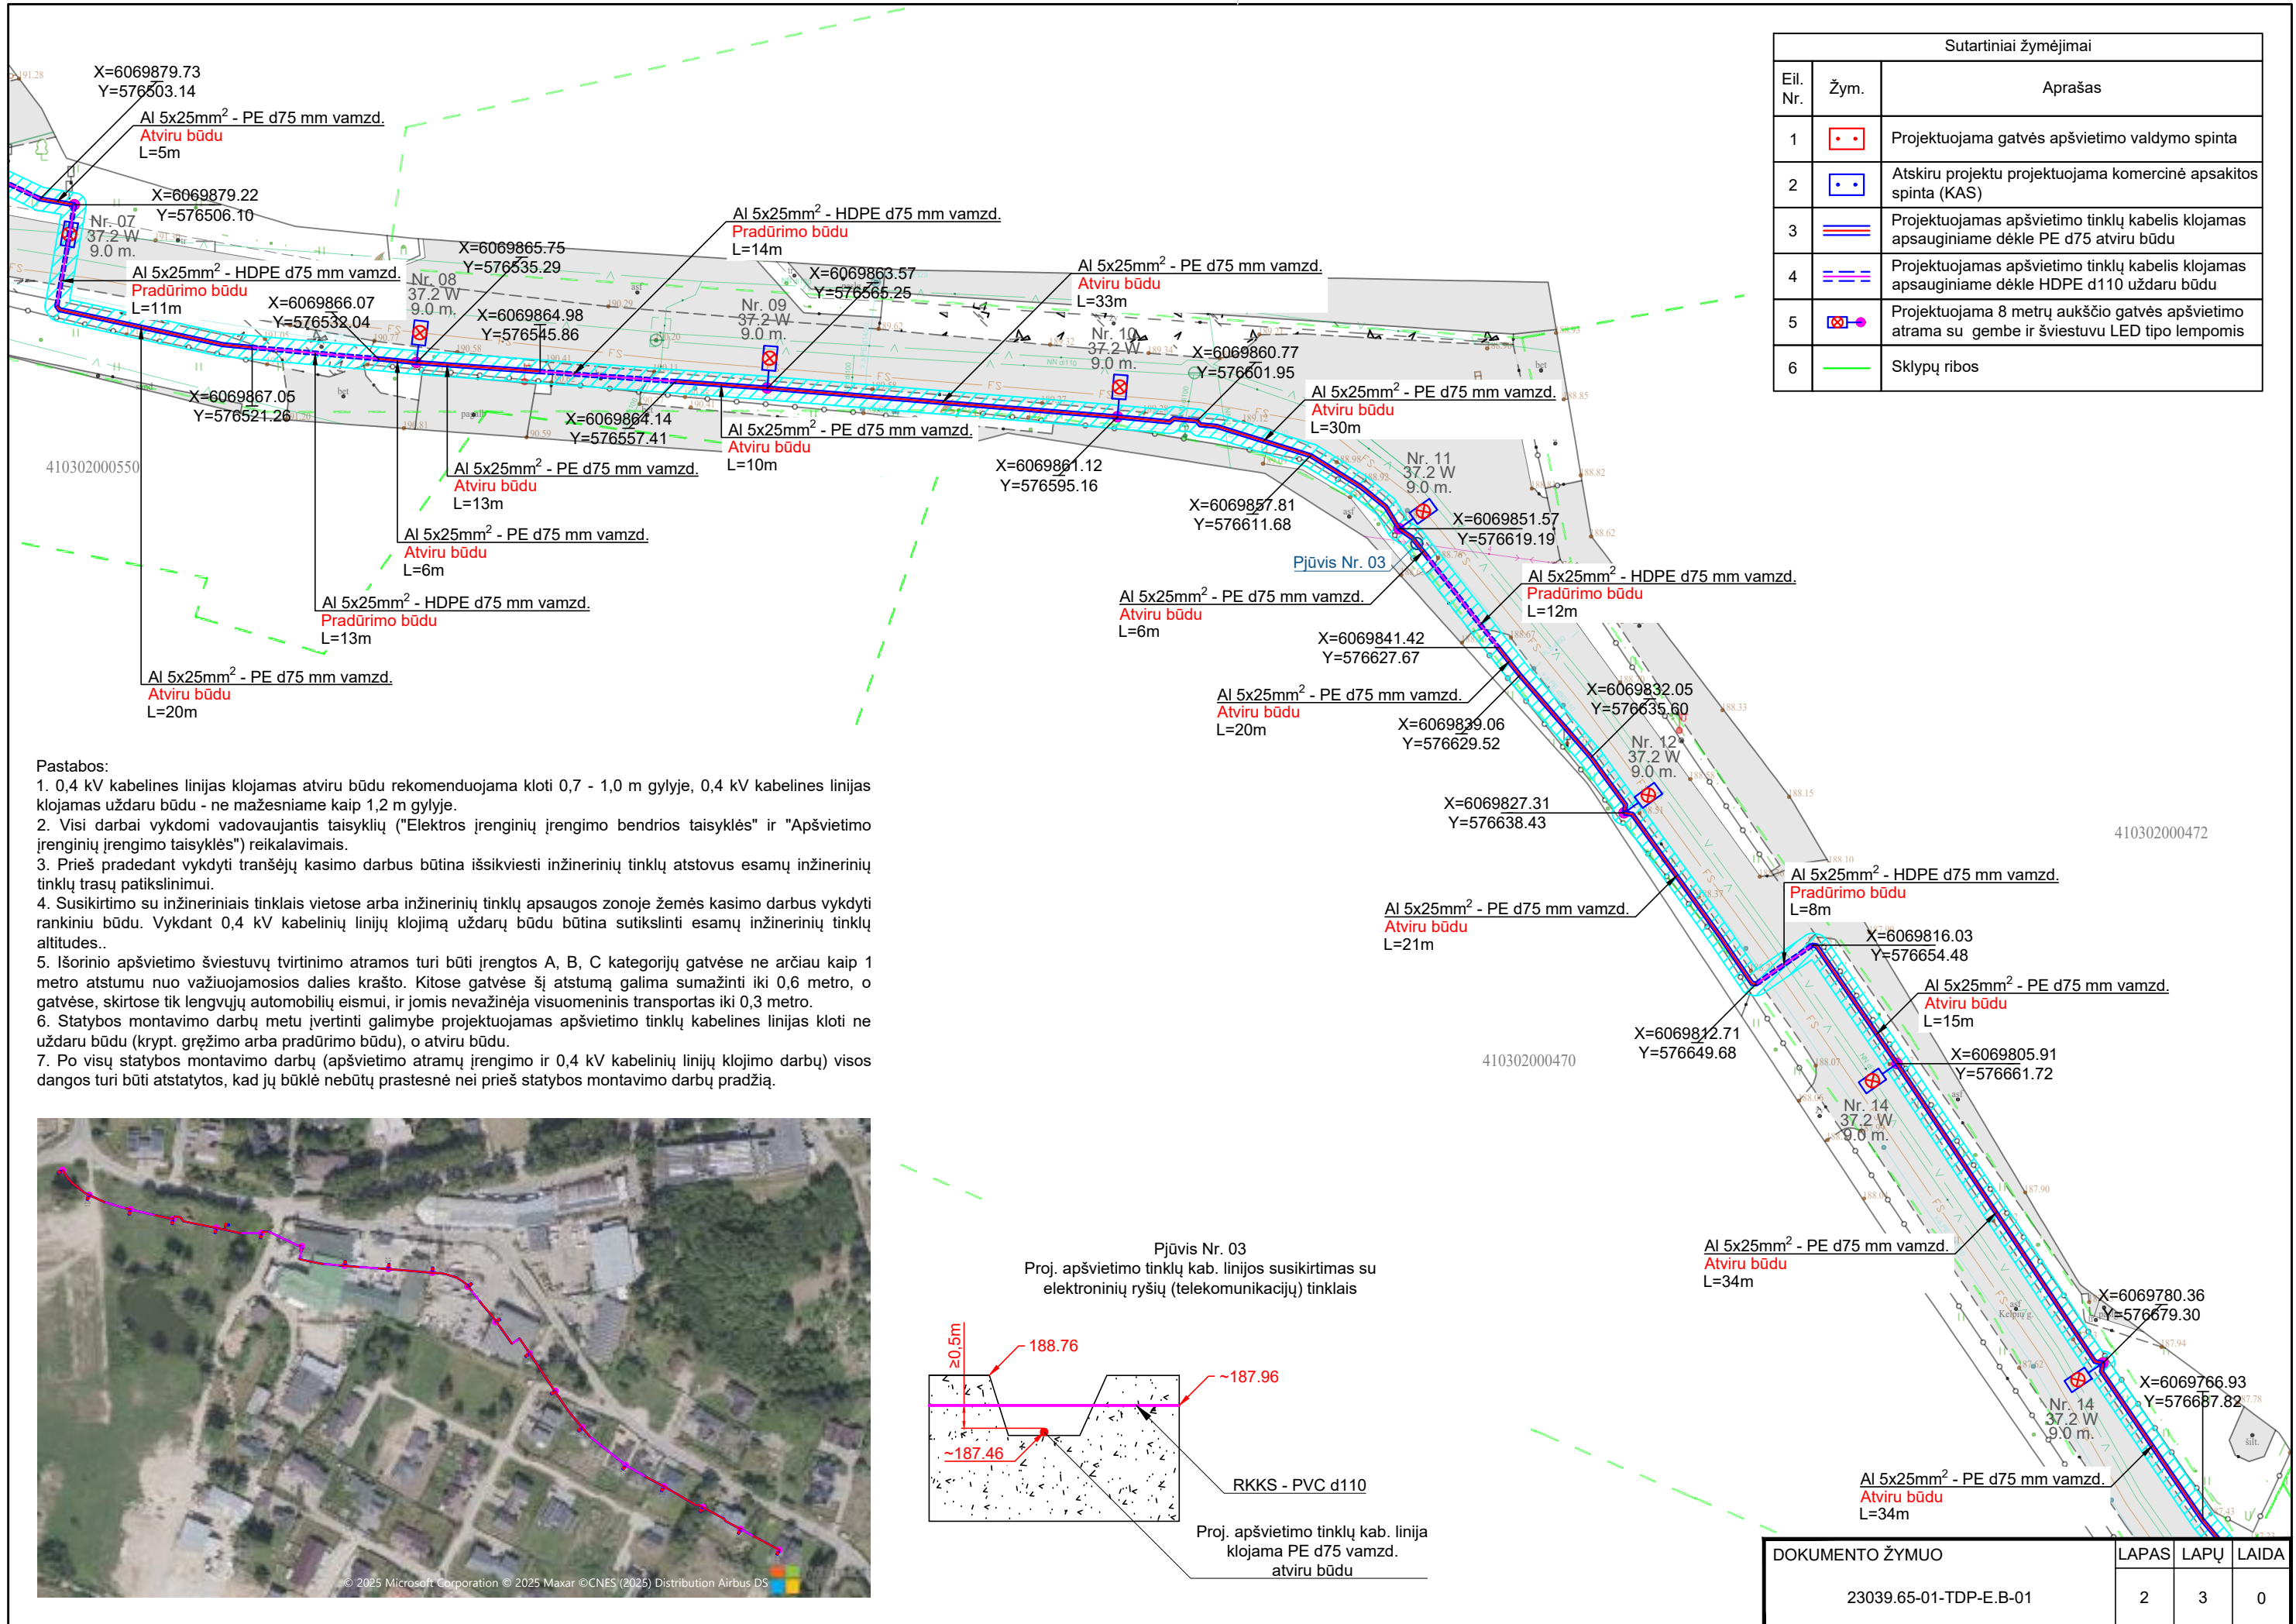 Sutartiniai žymėjimai
Eil. Nr.
Žym.
Aprašas
1
Projektuojama gatvės apšvietimo valdymo spinta
2
Atskiru projektu projektuojama komercinė apsakitos
spinta (KAS)
3
Projektuojamas apšvietimo tinklų kabelis klojamas
apsauginiame dėkle PE d75 atviru būdu
4
Projektuojamas apšvietimo tinklų kabelis klojamas
apsauginiame dėkle HDPE d110 uždaru būdu
5
Projektuojama 8 metrų aukščio gatvės apšvietimo
atrama su gembe ir šviestuvu LED tipo lempomis
6
Sklypų ribos
X=6069879.73
Y=576503.14
Al 5x25mm² - PE d75 mm vamzd.
Atviru būdu
L=5m
X=6069879.22
Y=576506.10
Nr. 07
37.2 W
9.0 m.
Al 5x25mm² - HDPE d75 mm vamzd.
Pradūrimo būdu
L=11m
X=6069866.07
Y=576532.04
Nr. 08
37.2 W
9.0 m.
X=6069865.75
Y=576535.29
X=6069864.98
Y=576545.86
Al 5x25mm² - HDPE d75 mm vamzd.
Pradūrimo būdu
L=14m
Nr. 09
37.2 W
9.0 m.
X=6069863.57
Y=576565.25
Al 5x25mm² - PE d75 mm vamzd.
Atviru būdu
L=33m
Nr. 10
37.2 W
9.0 m.
X=6069860.77
Y=576601.95
Al 5x25mm² - PE d75 mm vamzd.
Atviru būdu
L=30m
X=6069867.05
Y=576521.26
X=6069864.14
Y=576557.41
Al 5x25mm² - PE d75 mm vamzd.
Atviru būdu
L=10m
410302000550
Al 5x25mm² - PE d75 mm vamzd.
Atviru būdu
L=13m
X=6069861.12
Y=576595.16
X=6069857.81
Y=576611.68
Nr. 11
37.2 W
9.0 m.
X=6069851.57
Y=576619.19
Al 5x25mm² - PE d75 mm vamzd.
Atviru būdu
L=6m
Pjūvis Nr. 03
Al 5x25mm² - HDPE d75 mm vamzd.
Pradūrimo būdu
L=12m
Al 5x25mm² - HDPE d75 mm vamzd.
Pradūrimo būdu
L=13m
Al 5x25mm² - PE d75 mm vamzd.
Atviru būdu
L=6m
X=6069841.42
Y=576627.67
Al 5x25mm² - PE d75 mm vamzd.
Atviru būdu
L=20m
Al 5x25mm² - PE d75 mm vamzd.
Atviru būdu
L=20m
X=6069839.06
Y=576629.52
X=6069832.05
Y=576635.60
Nr. 12
37.2 W
9.0 m.
X=6069827.31
Y=576638.43
410302000472
Al 5x25mm² - HDPE d75 mm vamzd.
Pradūrimo būdu
L=8m
Al 5x25mm² - PE d75 mm vamzd.
Atviru būdu
L=21m
X=6069816.03
Y=576654.48
Al 5x25mm² - PE d75 mm vamzd.
Atviru būdu
L=15m
X=6069812.71
Y=576649.68
410302000470
X=6069805.91
Y=576661.72
Nr. 14
37.2 W
9.0 m.
Al 5x25mm² - PE d75 mm vamzd.
Atviru būdu
L=34m
X=6069780.36
Y=576679.30
X=6069766.93
Y=576687.82
Nr. 14
37.2 W
9.0 m.
Al 5x25mm² - PE d75 mm vamzd.
Atviru būdu
L=34m
Pastabos:
1. 0,4 kV kabelines linijas klojamas atviru būdu rekomenduojama kloti 0,7 - 1,0 m gylyje, 0,4 kV kabelines linijas
klojamas uždaru būdu - ne mažesniame kaip 1,2 m gylyje.
2. Visi darbai vykdomi vadovaujantis taisyklių ("Elektros įrenginių įrengimo bendrios taisyklės" ir "Apšvietimo
įrenginių įrengimo taisyklės") reikalavimais.
3. Prieš pradedant vykdyti tranšėjų kasimo darbus būtina išsikviesti inžinerinių tinklų atstovus esamų inžinerinių
tinklų trasų patikslinimui.
4. Susikirtimo su inžineriniais tinklais vietose arba inžinerinių tinklų apsaugos zonoje žemės kasimo darbus vykdyti
rankiniu būdu. Vykdant 0,4 kV kabelinių linijų klojimą uždarų būdu būtina sutikslinti esamų inžinerinių tinklų
altitudes..
5. Išorinio apšvietimo šviestuvų tvirtinimo atramos turi būti įrengtos A, B, C kategorijų gatvėse ne arčiau kaip 1
metro atstumu nuo važiuojamosios dalies krašto. Kitose gatvėse šį atstumą galima sumažinti iki 0,6 metro, o
gatvėse, skirtose tik lengvųjų automobilių eismui, ir jomis nevažinėja visuomeninis transportas iki 0,3 metro.
6. Statybos montavimo darbų metu įvertinti galimybe projektuojamas apšvietimo tinklų kabelines linijas kloti ne
uždaru būdu (krypt. gręžimo arba pradūrimo būdu), o atviru būdu.
7. Po visų statybos montavimo darbų (apšvietimo atramų įrengimo ir 0,4 kV kabelinių linijų klojimo darbų) visos
dangos turi būti atstatytos, kad jų būklė nebūtų prastesnė nei prieš statybos montavimo darbų pradžią.
© 2025 Microsoft Corporation © 2025 Maxar ©CNES (2025) Distribution Airbus DS
Pjūvis Nr. 03
Proj. apšvietimo tinklų kab. linijos susikirtimas su
elektroninių ryšių (telekomunikacijų) tinklais
≥0,5m
188.76
~187.96
~187.46
RKKS - PVC d110
Proj. apšvietimo tinklų kab. linija
klojama PE d75 vamzd.
atviru būdu
DOKUMENTO ŽYMUO
LAPAS
LAPŲ
LAIDA
23039.65-01-TDP-E.B-01
2
3
0